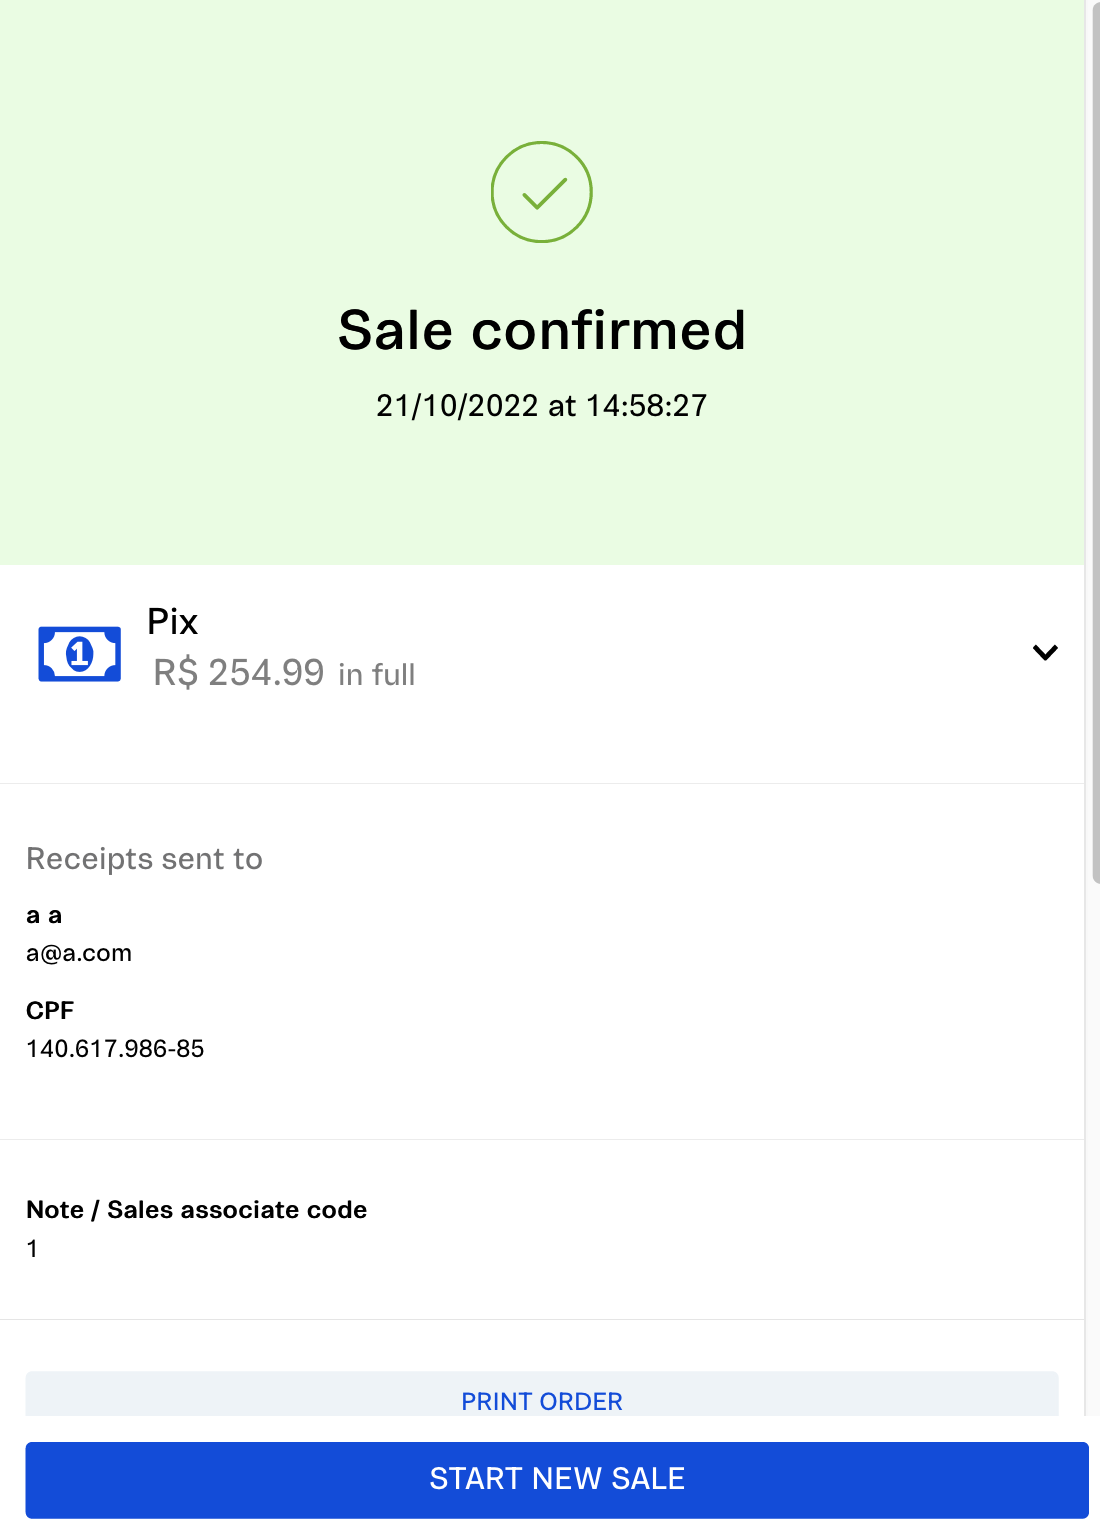 Sale confirmed
21/10/2022 at 14:58:27
1
Pix
R$ 254.99 in full
Receipts sent to
a a
a@a.com
CPF
140.617.986-85
Note / Sales associate code
1
PRINT ORDER
START NEW SALE